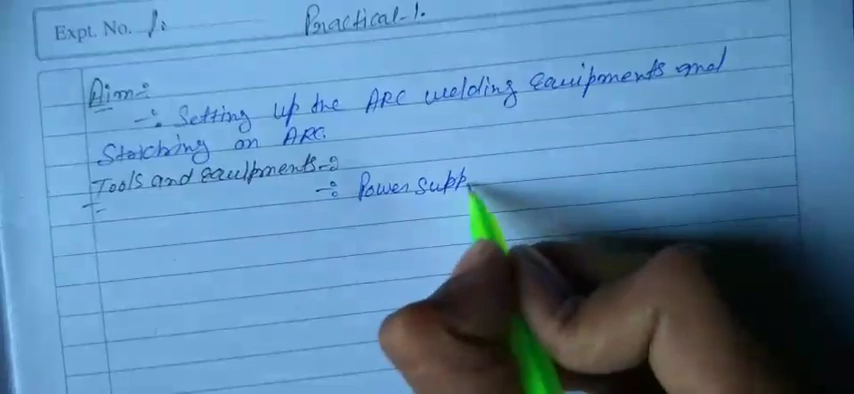 Expt. No. 1.
Practical-1.
Aim:-
-: Setting up the ARC welding Equipments and
Staiching an ARC.
Tools and equipments-:
-: Power supp